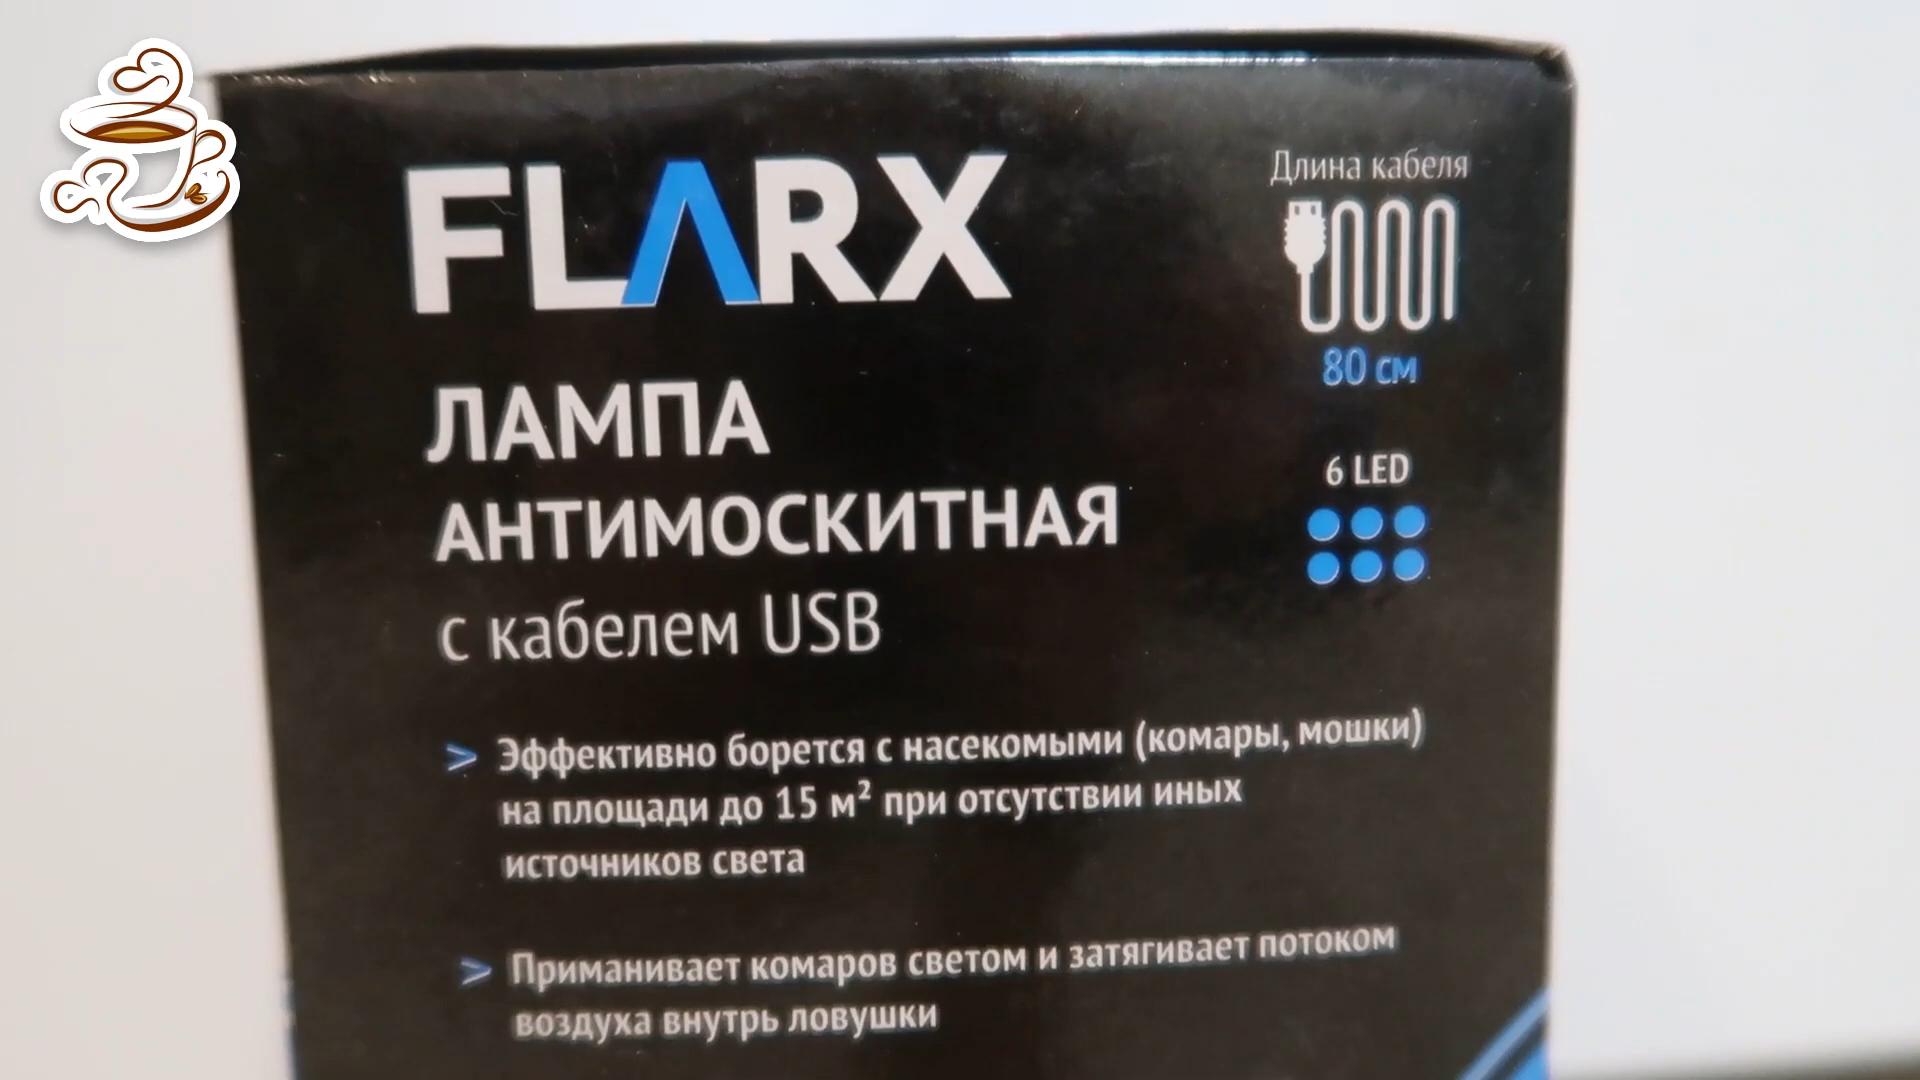 FLARX
ЛАМПА
АНТИМОСКИТНАЯ
с кабелем USB
Длина кабеля
80 см
6 LED
> Эффективно борется с насекомыми (комары, мошки)
на площади до 15 м² при отсутствии иных
источников света
> Приманивает комаров светом и затягивает потоком
воздуха внутрь ловушки